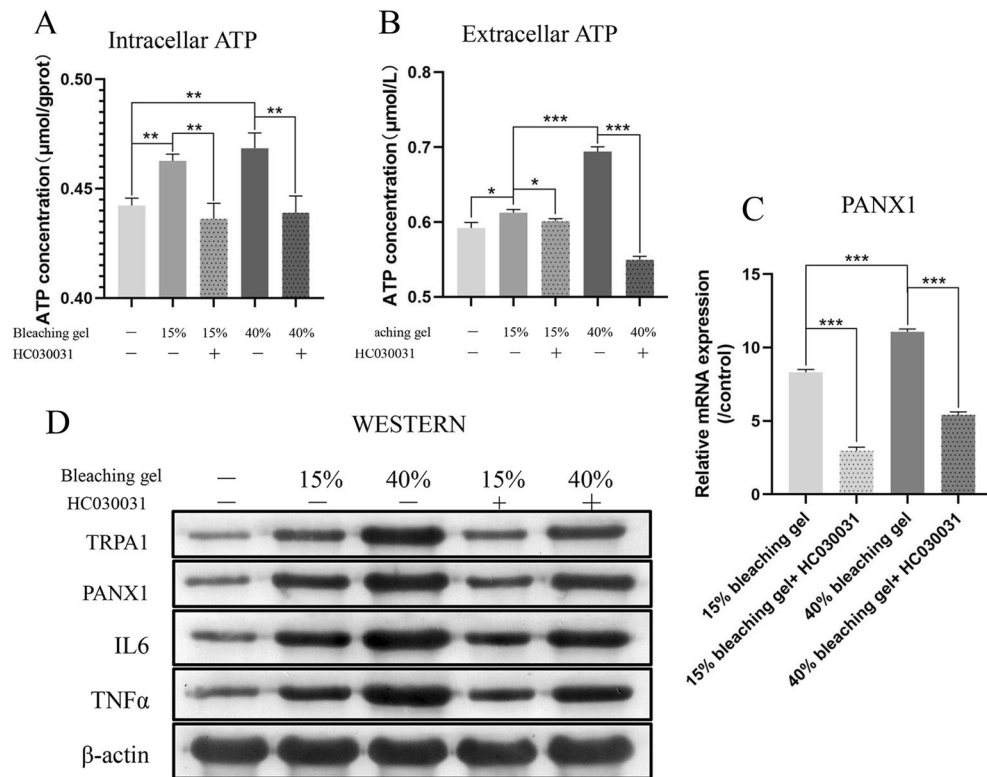 A
Intracellar ATP
ATP concentration (μmol/gprot)
0.50
0.45
0.40
** ** ** ** 
Bleaching gel – 15% 15% 40% 40%
HC030031 – – + – +
B
Extracellar ATP
ATP concentration (μmol/L)
0.8
0.7
0.6
0.5
* * *** ***
aching gel – 15% 15% 40% 40%
HC030031 – – + – +
C
PANX1
Relative mRNA expression
(/control)
15
10
5
0
*** *** ***
15% bleaching gel
15% bleaching gel+ HC030031
40% bleaching gel
40% bleaching gel+ HC030031
D
WESTERN
Bleaching gel — 15% 40% 15% 40%
HC030031 — — — + +
TRPA1
PANX1
IL6
TNFα
β-actin